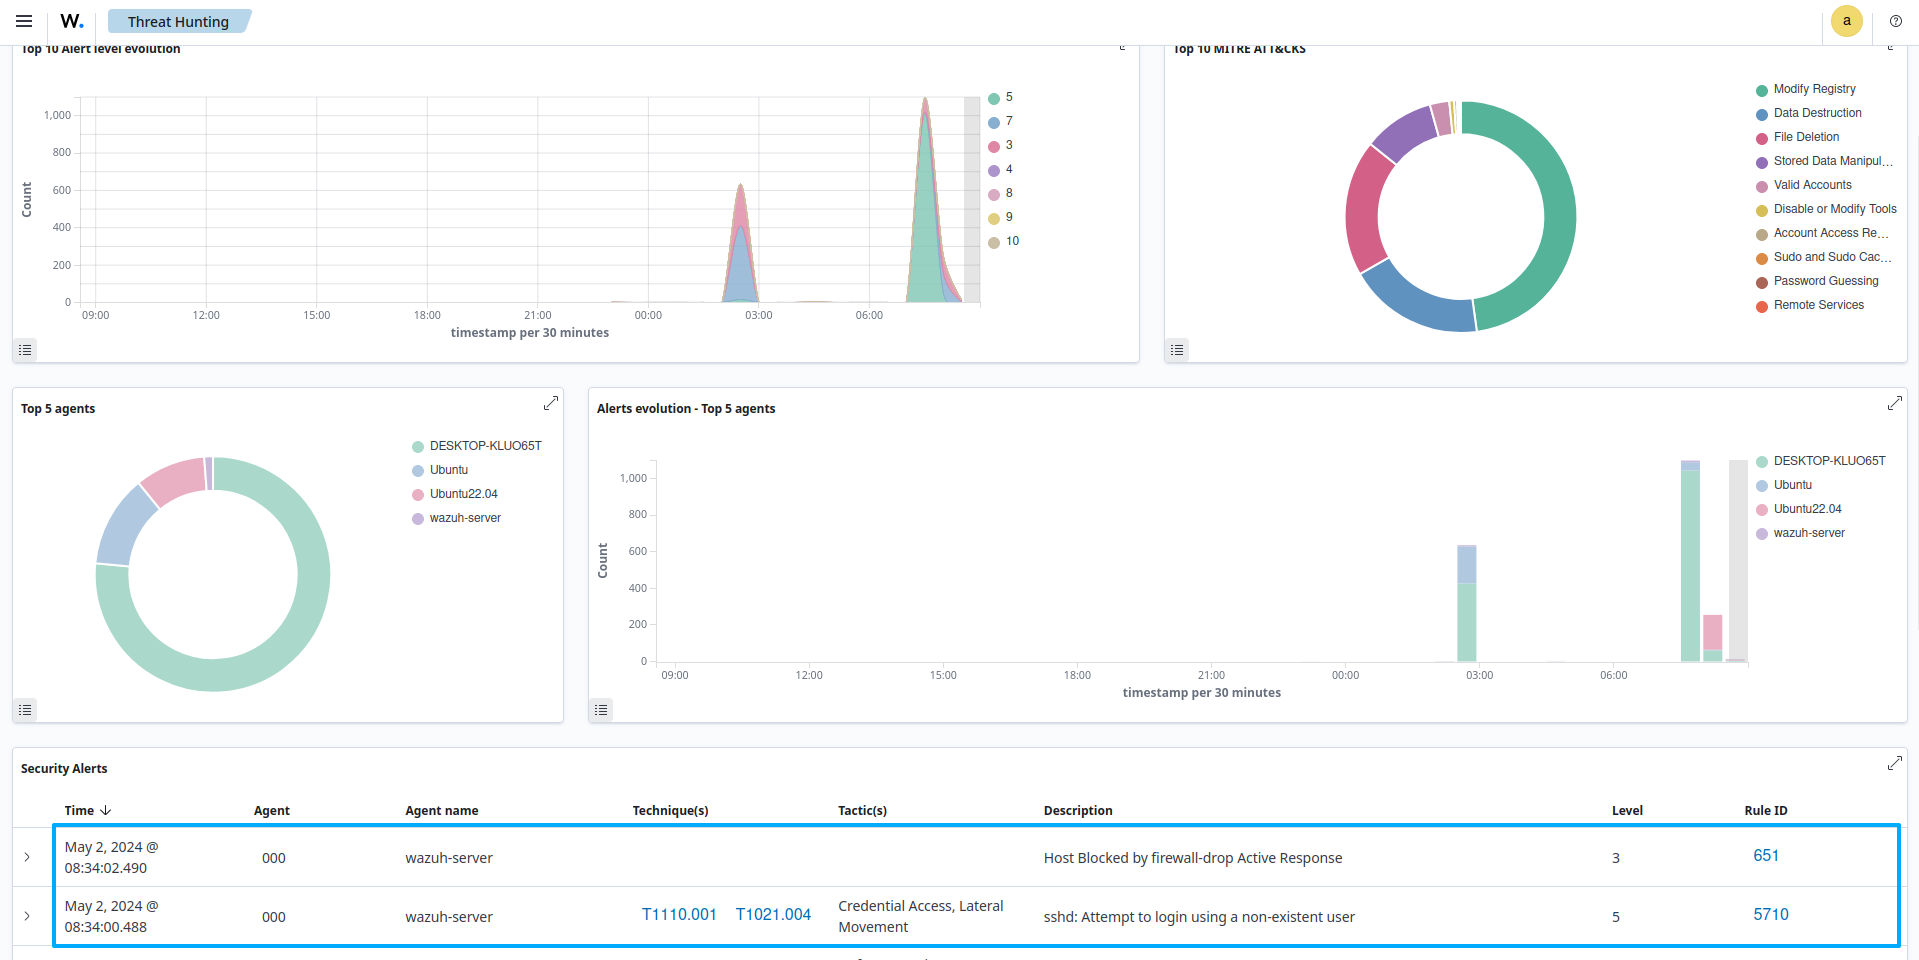 W.
Threat Hunting
a
Top 10 Alert level evolution
1,000
800
600
400
200
0
Count
09:00
12:00
15:00
18:00
21:00
00:00
03:00
06:00
timestamp per 30 minutes
5
7
3
4
8
9
10
Top 10 MITRE ATT&CKS
Modify Registry
Data Destruction
File Deletion
Stored Data Manipul...
Valid Accounts
Disable or Modify Tools
Account Access Re...
Sudo and Sudo Cac...
Password Guessing
Remote Services
Top 5 agents
DESKTOP-KLUO65T
Ubuntu
Ubuntu22.04
wazuh-server
Alerts evolution - Top 5 agents
1,000
800
600
400
200
0
Count
09:00
12:00
15:00
18:00
21:00
00:00
03:00
06:00
timestamp per 30 minutes
DESKTOP-KLUO65T
Ubuntu
Ubuntu22.04
wazuh-server
Security Alerts
Time Agent Agent name Technique(s) Tactic(s) Description Level Rule ID
May 2, 2024 @
08:34:02.490
000 wazuh-server Host Blocked by firewall-drop Active Response 3 651
May 2, 2024 @
08:34:00.488
000 wazuh-server T1110.001 T1021.004
Credential Access, Lateral
Movement
sshd: Attempt to login using a non-existent user 5 5710